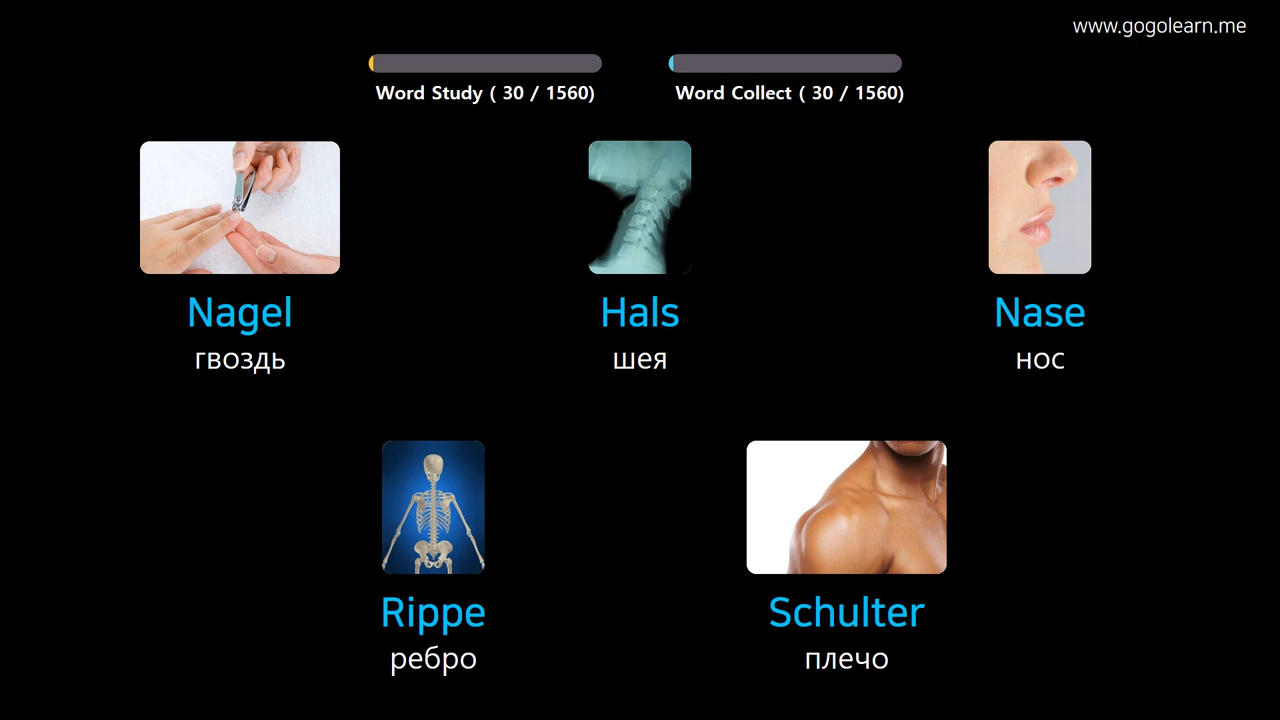 www.gogolearn.me
Word Study ( 30 / 1560)
Word Collect ( 30 / 1560)
Nagel
гвоздь
Hals
шея
Nase
нос
Rippe
ребро
Schulter
плечо